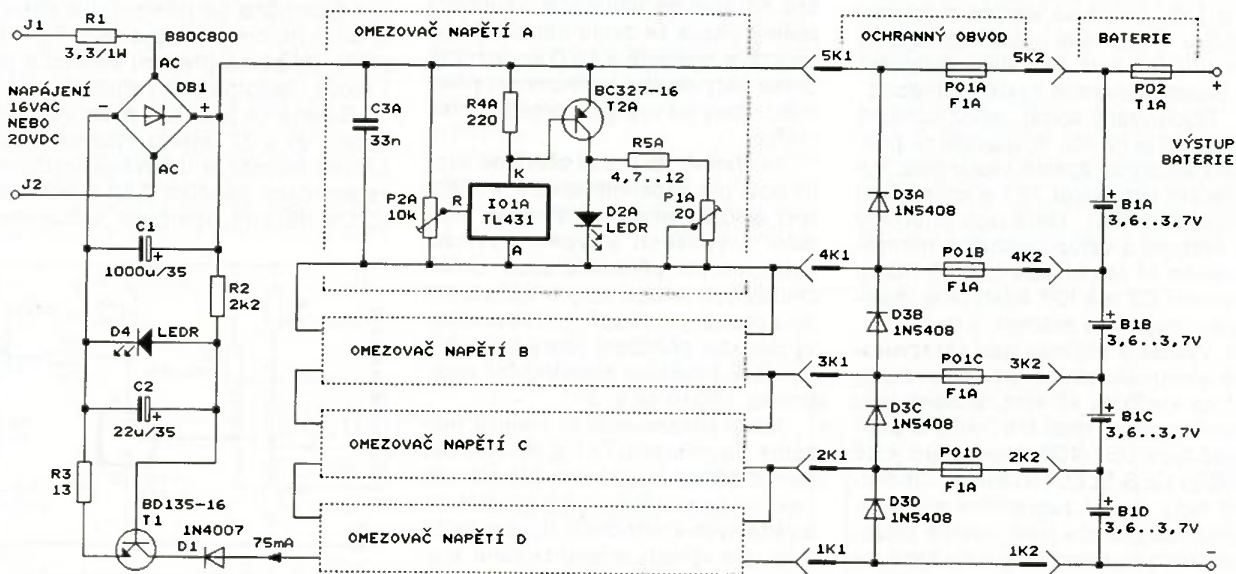 J1
R1
3,3/1W
B80C800
AC
DB1
-
+
AC
NAPÁJENÍ
16VAC
NEBO
20VDC
J2
C1
1000u/35
R2
2k2
D4
LEDR
C2
22u/35
R3
13
BD135-16
T1
1N4007
D1
75mA
OMEZOVAČ NAPĚTÍ A
C3A
33n
R4A
220
BC327-16
T2A
R5A
4,7..12
P2A
10k
R
K
IO1A
TL431
A
D2A
LEDR
P1A
20
OMEZOVAČ NAPĚTÍ B
OMEZOVAČ NAPĚTÍ C
OMEZOVAČ NAPĚTÍ D
OCHRANNÝ OBVOD
5K1
PO1A
F1A
5K2
D3A
1N5408
4K1
PO1B
F1A
4K2
D3B
1N5408
3K1
PO1C
F1A
3K2
D3C
1N5408
2K1
PO1D
F1A
2K2
D3D
1N5408
1K1
1K2
BATERIE
PO2
T1A
+
VÝSTUP
BATERIE
+
B1A
3,6..3,7V
+
B1B
3,6..3,7V
+
B1C
3,6..3,7V
+
B1D
3,6..3,7V
-